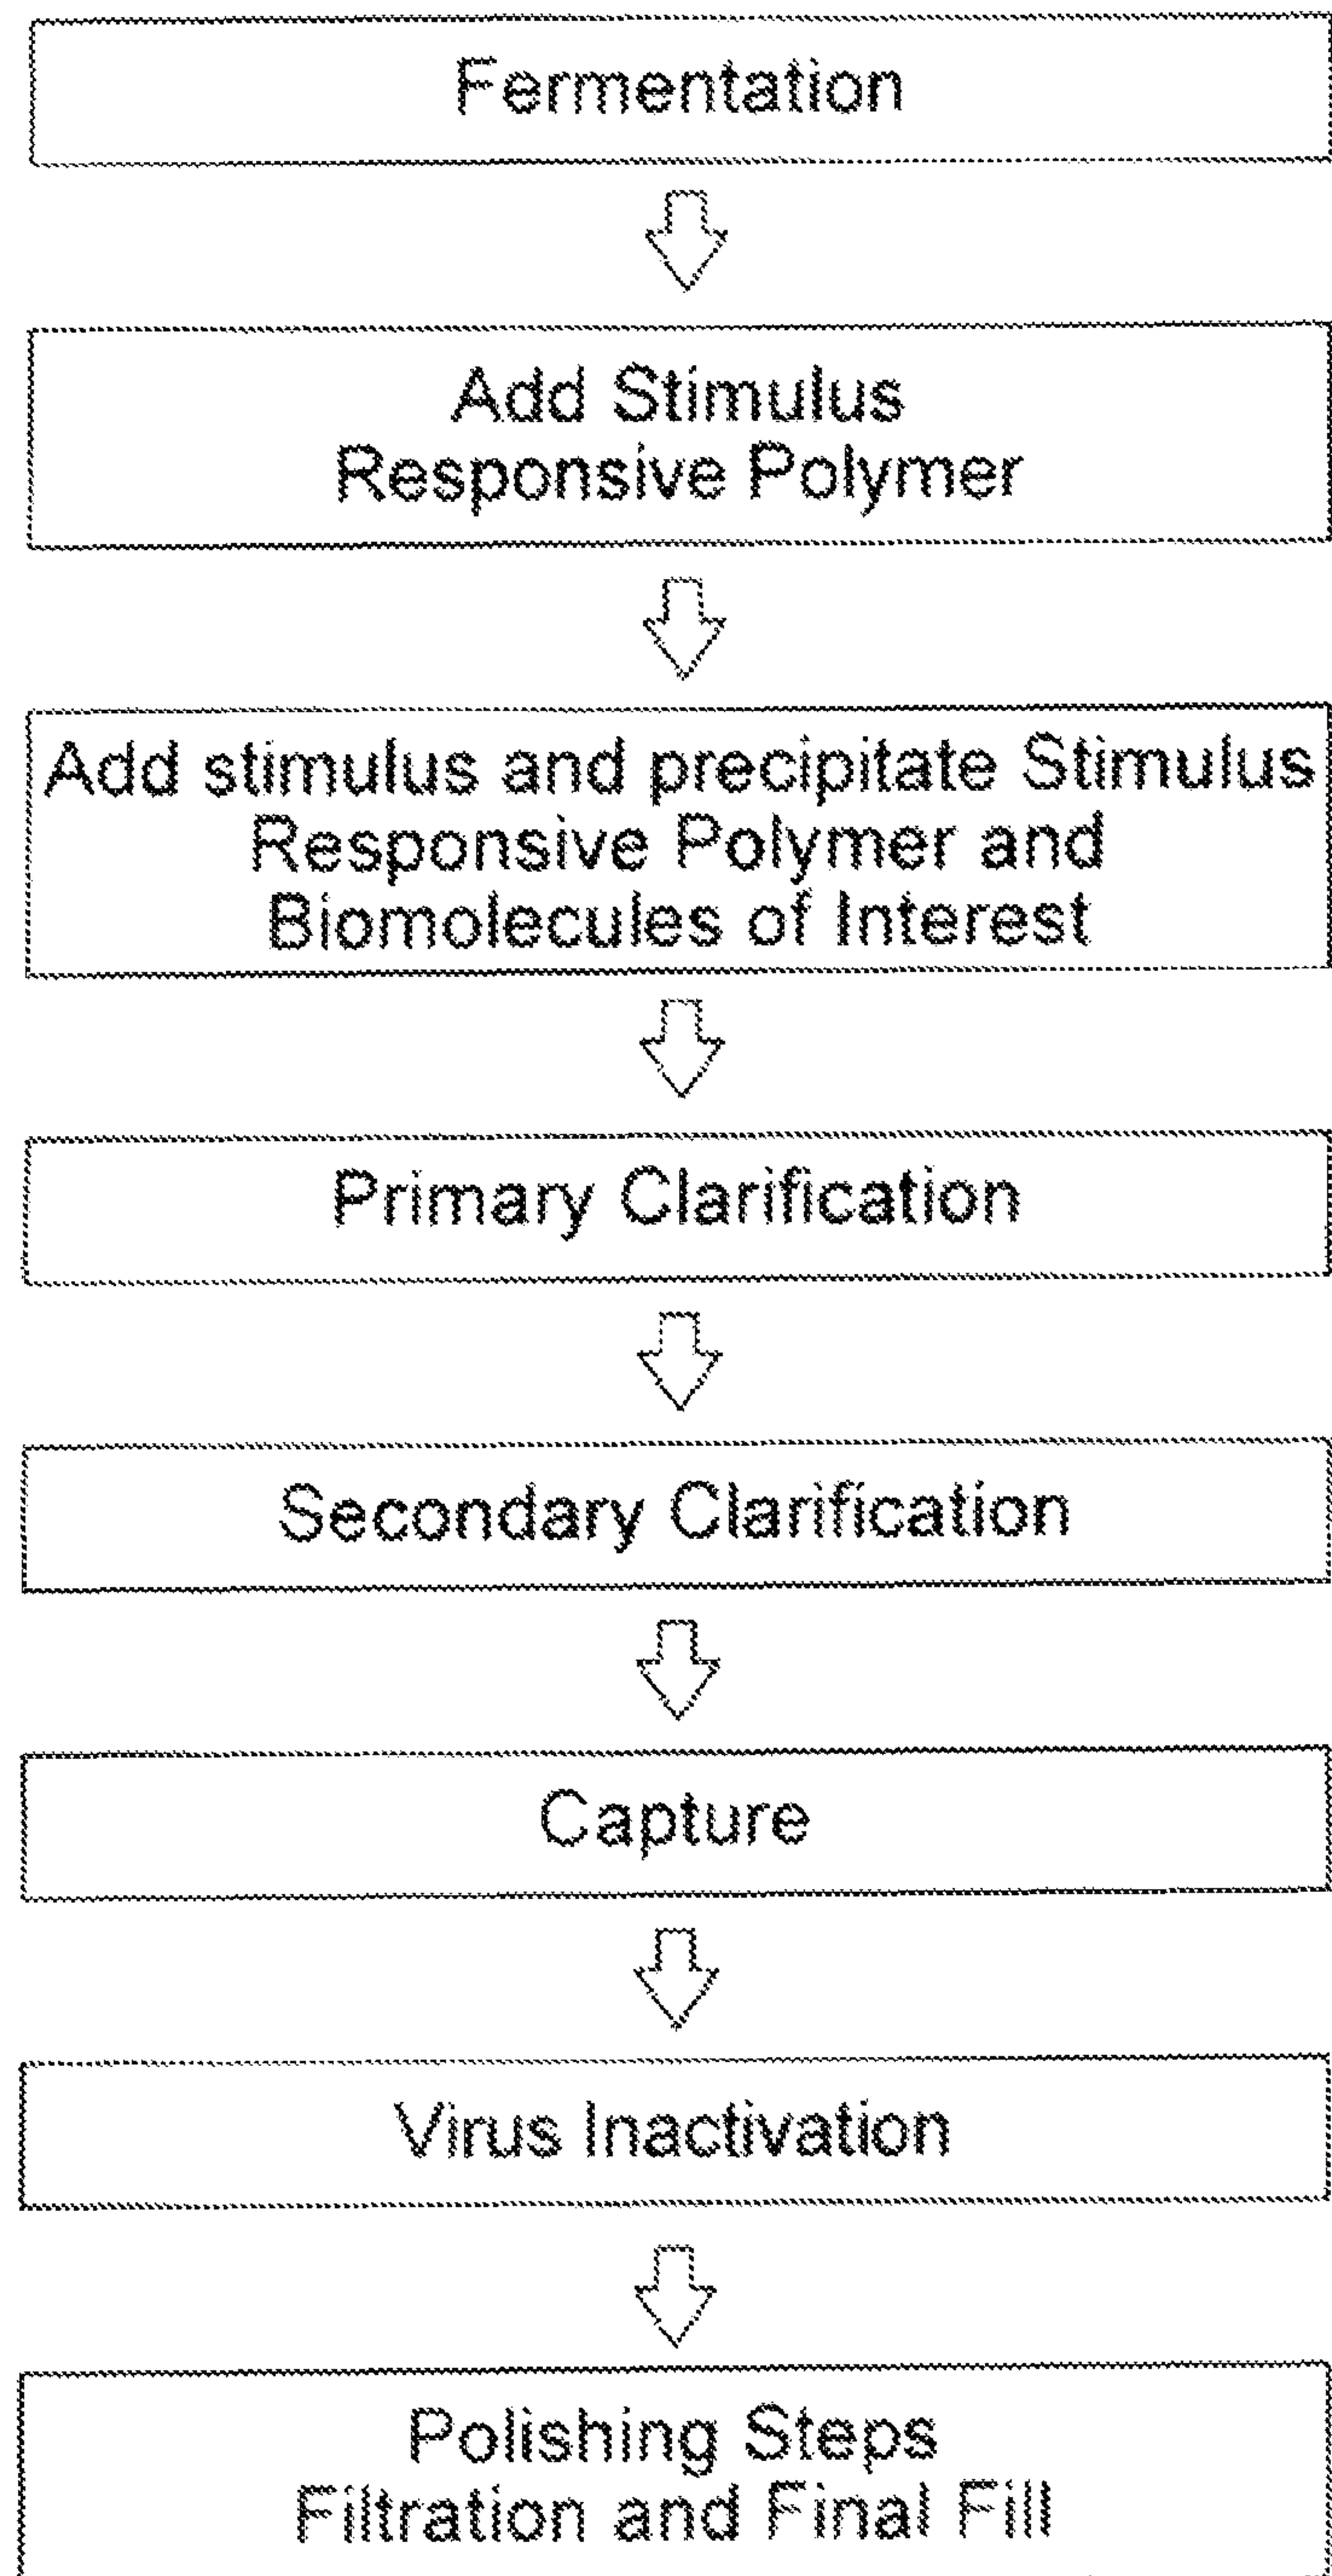 Fermentation
Add Stimulus
Responsive Polymer
Add stimulus and precipitate Stimulus
Responsive Polymer and
Biomolecules of Interest
Primary Clarification
Secondary Clarification
Capture
Virus Inactivation
Polishing Steps
Filtration and Final Fill